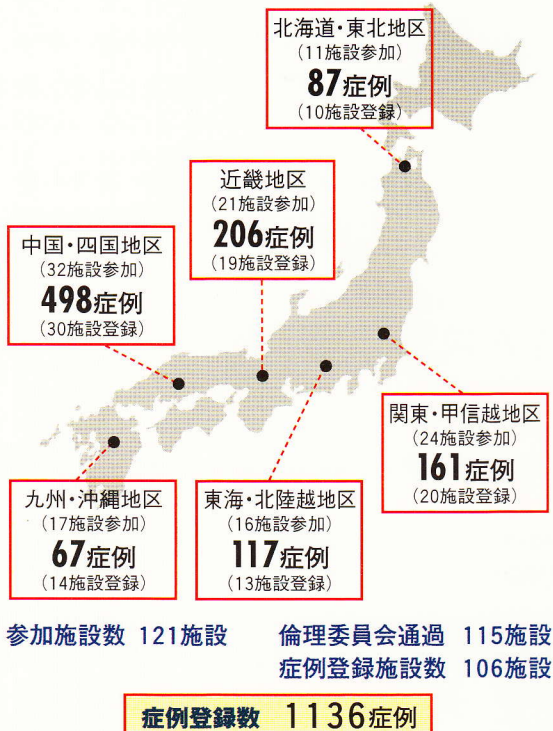 北海道・東北地区
(11施設参加)
87症例
(10施設登録)
近畿地区
(21施設参加)
206症例
(19施設登録)
中国・四国地区
(32施設参加)
498症例
(30施設登録)
関東・甲信越地区
(24施設参加)
161症例
(20施設登録)
九州・沖縄地区
(17施設参加)
67症例
(14施設登録)
東海・北陸越地区
(16施設参加)
117症例
(13施設登録)
参加施設数 121施設
倫理委員会通過 115施設
症例登録施設数 106施設
症例登録数 1136症例